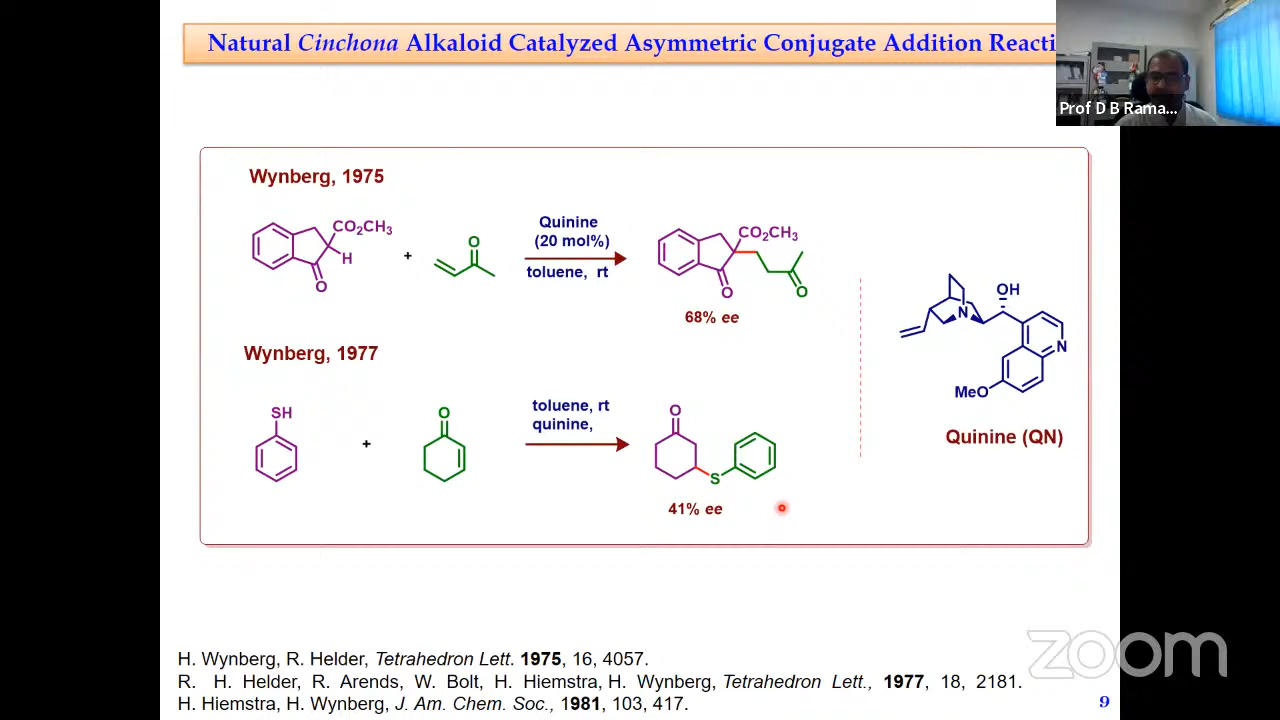 Natural Cinchona Alkaloid Catalyzed Asymmetric Conjugate Addition Reacti
Prof D B Rama...
Wynberg, 1975
CO₂CH₃
H
O
+
O
Quinine
(20 mol%)
toluene, rt
CO₂CH₃
O
O
68% ee
Wynberg, 1977
SH
+
O
toluene, rt
quinine,
O
S
41% ee
OH
N
N
MeO
Quinine (QN)
H. Wynberg, R. Helder, Tetrahedron Lett. 1975, 16, 4057.
R. H. Helder, R. Arends, W. Bolt, H. Hiemstra, H. Wynberg, Tetrahedron Lett., 1977, 18, 2181.
H. Hiemstra, H. Wynberg, J. Am. Chem. Soc., 1981, 103, 417.
zoom
9